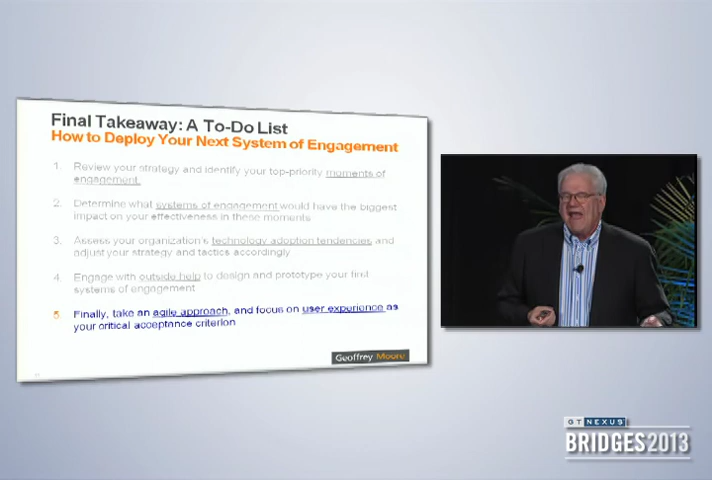 Final Takeaway: A To-Do List
How to Deploy Your Next System of Engagement
1. Review your strategy and identify your top-priority moments of
engagement.
2. Determine what systems of engagement would have the biggest
impact on your effectiveness in these moments
3. Assess your organization's technology adoption tendencies and
adjust your strategy and tactics accordingly
4. Engage with outside help to design and prototype your first
systems of engagement
5. Finally, take an agile approach, and focus on user experience as
your critical acceptance criterion
Geoffrey Moore
GT NEXUS
BRIDGES2013